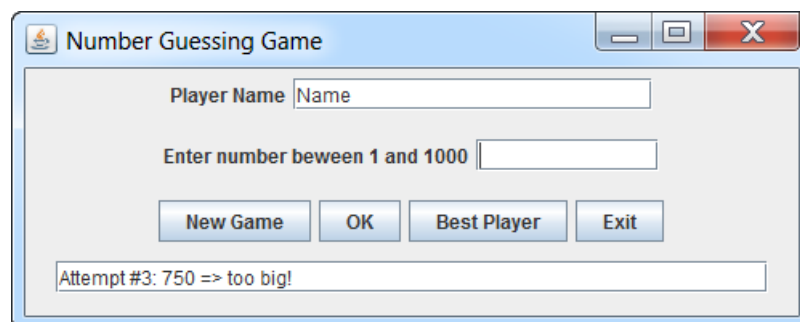 Number Guessing Game
Player Name Name
Enter number beween 1 and 1000
New Game OK Best Player Exit
Attempt #3: 750 => too big!